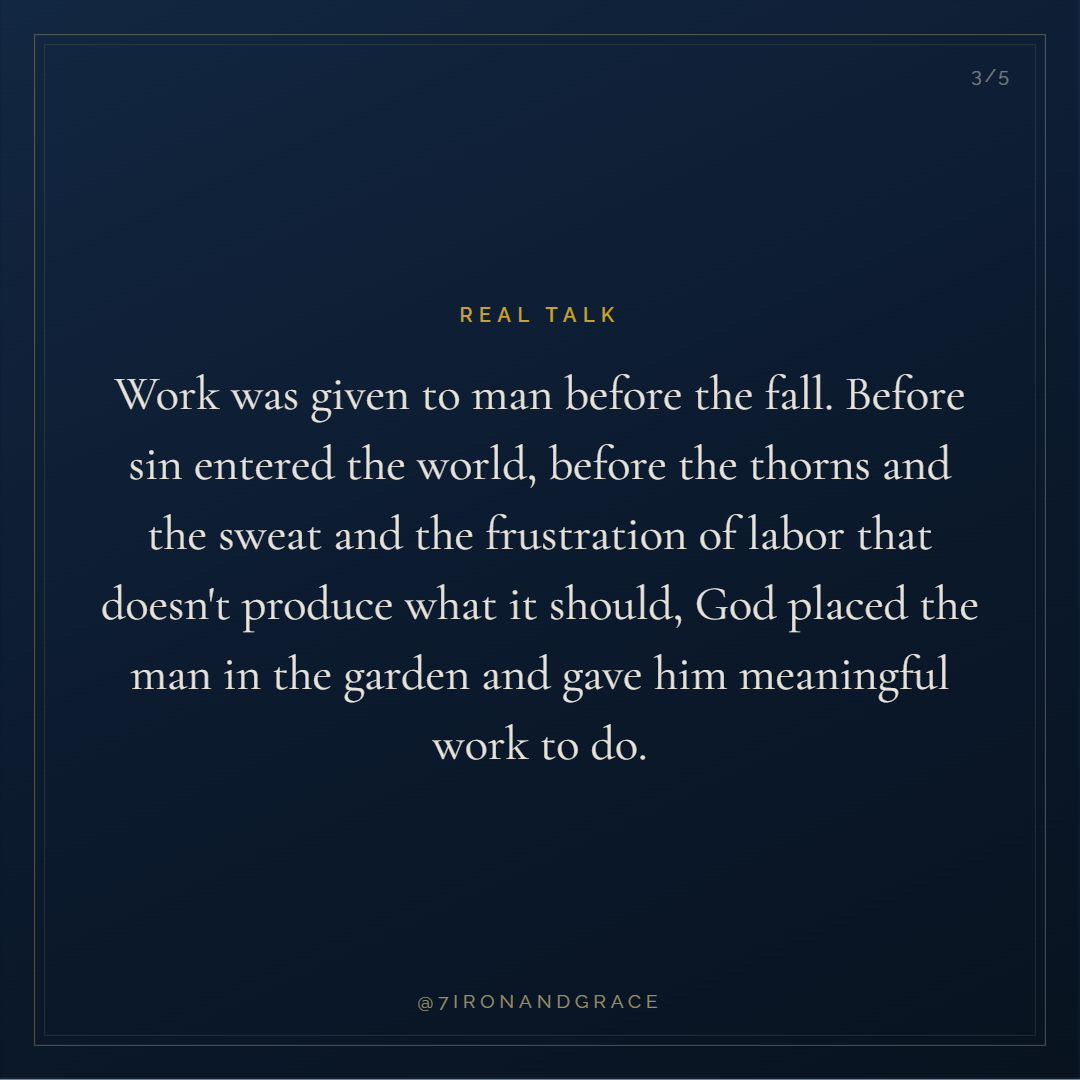 3/5
REAL TALK
Work was given to man before the fall. Before
sin entered the world, before the thorns and
the sweat and the frustration of labor that
doesn't produce what it should, God placed the
man in the garden and gave him meaningful
work to do.
@7IRONANDGRACE